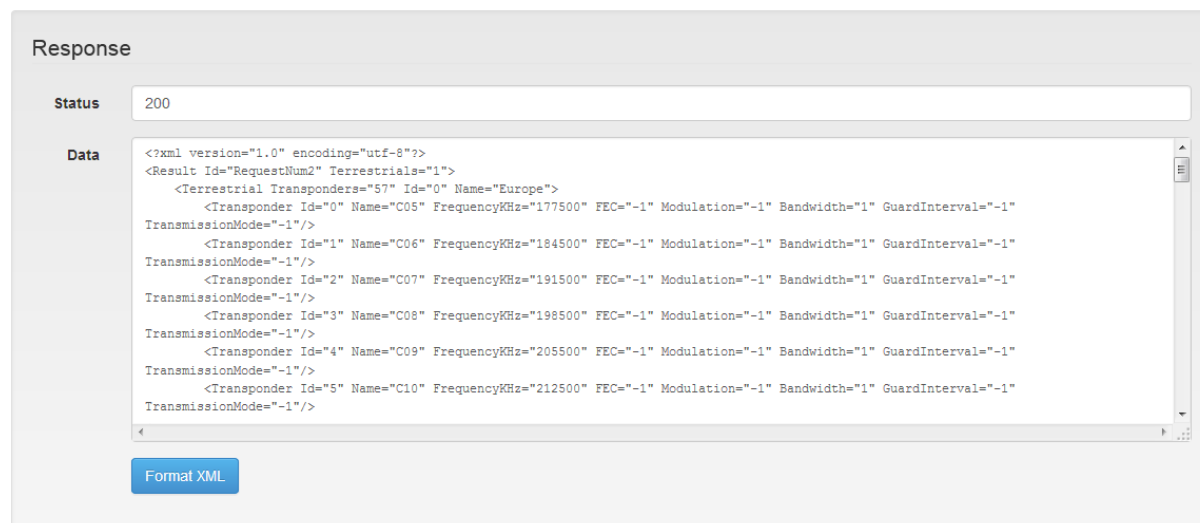 Response
Status
200
Data
<?xml version="1.0" encoding="utf-8"?>
<Result Id="RequestNum2" Terrestrials="1">
<Terrestrial Transponders="57" Id="0" Name="Europe">
<Transponder Id="0" Name="C05" FrequencyKHz="177500" FEC="-1" Modulation="-1" Bandwidth="1" GuardInterval="-1"
TransmissionMode="-1"/>
<Transponder Id="1" Name="C06" FrequencyKHz="184500" FEC="-1" Modulation="-1" Bandwidth="1" GuardInterval="-1"
TransmissionMode="-1"/>
<Transponder Id="2" Name="C07" FrequencyKHz="191500" FEC="-1" Modulation="-1" Bandwidth="1" GuardInterval="-1"
TransmissionMode="-1"/>
<Transponder Id="3" Name="C08" FrequencyKHz="198500" FEC="-1" Modulation="-1" Bandwidth="1" GuardInterval="-1"
TransmissionMode="-1"/>
<Transponder Id="4" Name="C09" FrequencyKHz="205500" FEC="-1" Modulation="-1" Bandwidth="1" GuardInterval="-1"
TransmissionMode="-1"/>
<Transponder Id="5" Name="C10" FrequencyKHz="212500" FEC="-1" Modulation="-1" Bandwidth="1" GuardInterval="-1"
TransmissionMode="-1"/>
Format XML